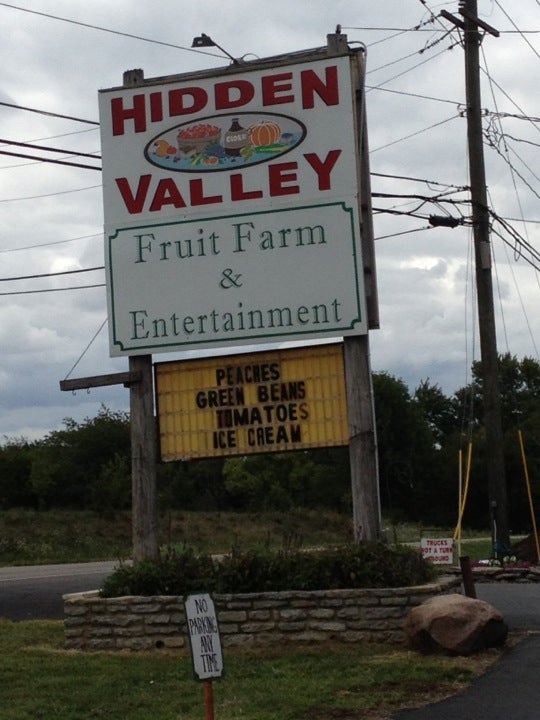 HIDDEN
CIDER
VALLEY
Fruit Farm
&
Entertainment
PEACHES
GREEN BEANS
TOMATOES
ICE CREAM
TRUCKS
NOT A TURN
AROUND
NO
PARKING
ANY
TIME